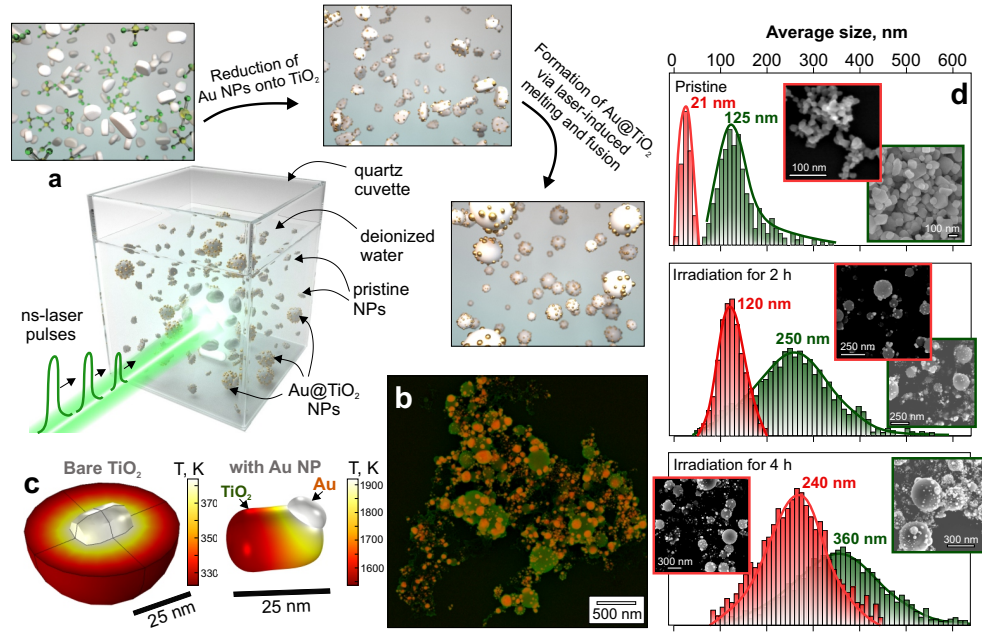 Reduction of
Au NPs onto TiO₂
Formation of Au@TiO₂
via laser-induced
melting and fusion
a
quartz
cuvette
deionized
water
pristine
NPs
Au@TiO₂
NPs
ns-laser
pulses
b
500 nm
c
Bare TiO₂
T, K
370
350
330
25 nm
with Au NP
T, K
TiO₂
Au
1900
1800
1700
1600
25 nm
Average size, nm
0 100 200 300 400 500 600
d
Pristine
21 nm
125 nm
100 nm
100 nm
Irradiation for 2 h
120 nm
250 nm
250 nm
250 nm
Irradiation for 4 h
240 nm
360 nm
300 nm
300 nm